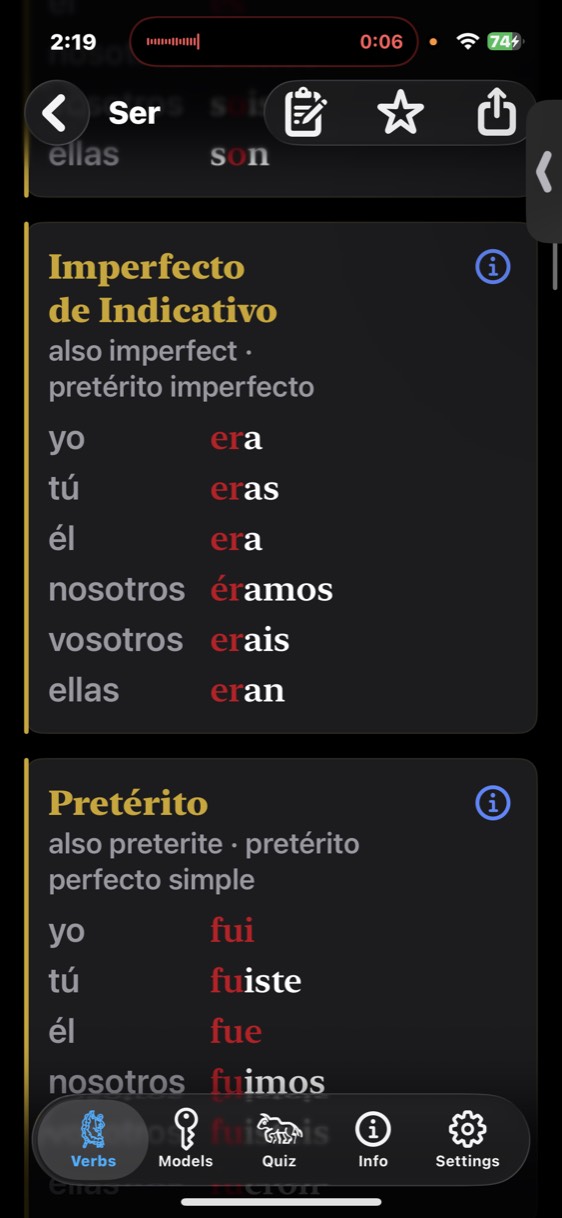 2:19
0:06
74
Ser
ellas son
Imperfecto
de Indicativo
also imperfect ·
pretérito imperfecto
yo era
tú eras
él era
nosotros éramos
vosotros erais
ellas eran
Pretérito
also preterite · pretérito
perfecto simple
yo fui
tú fuiste
él fue
nosotros fuimos
Verbs
Models
Quiz
Info
Settings